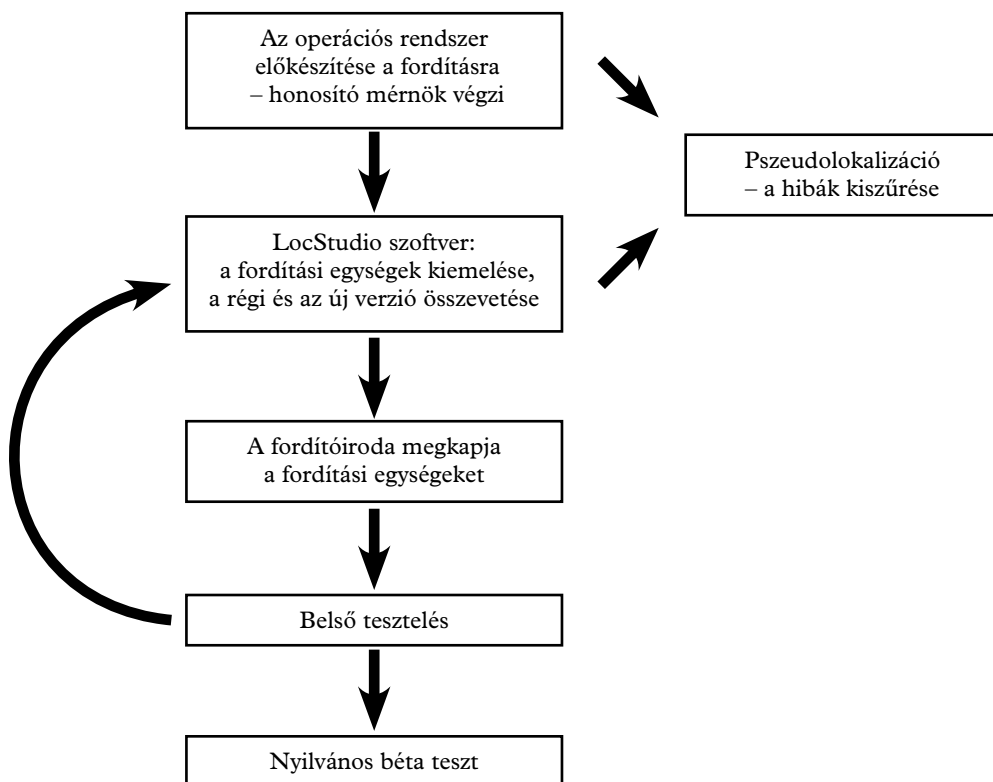 Az operációs rendszer
előkészítése a fordításra
– honosító mérnök végzi
Pszeudolokalizáció
– a hibák kiszűrése
LocStudio szoftver:
a fordítási egységek kiemelése,
a régi és az új verzió összevetése
A fordítóiroda megkapja
a fordítási egységeket
Belső tesztelés
Nyilvános béta teszt